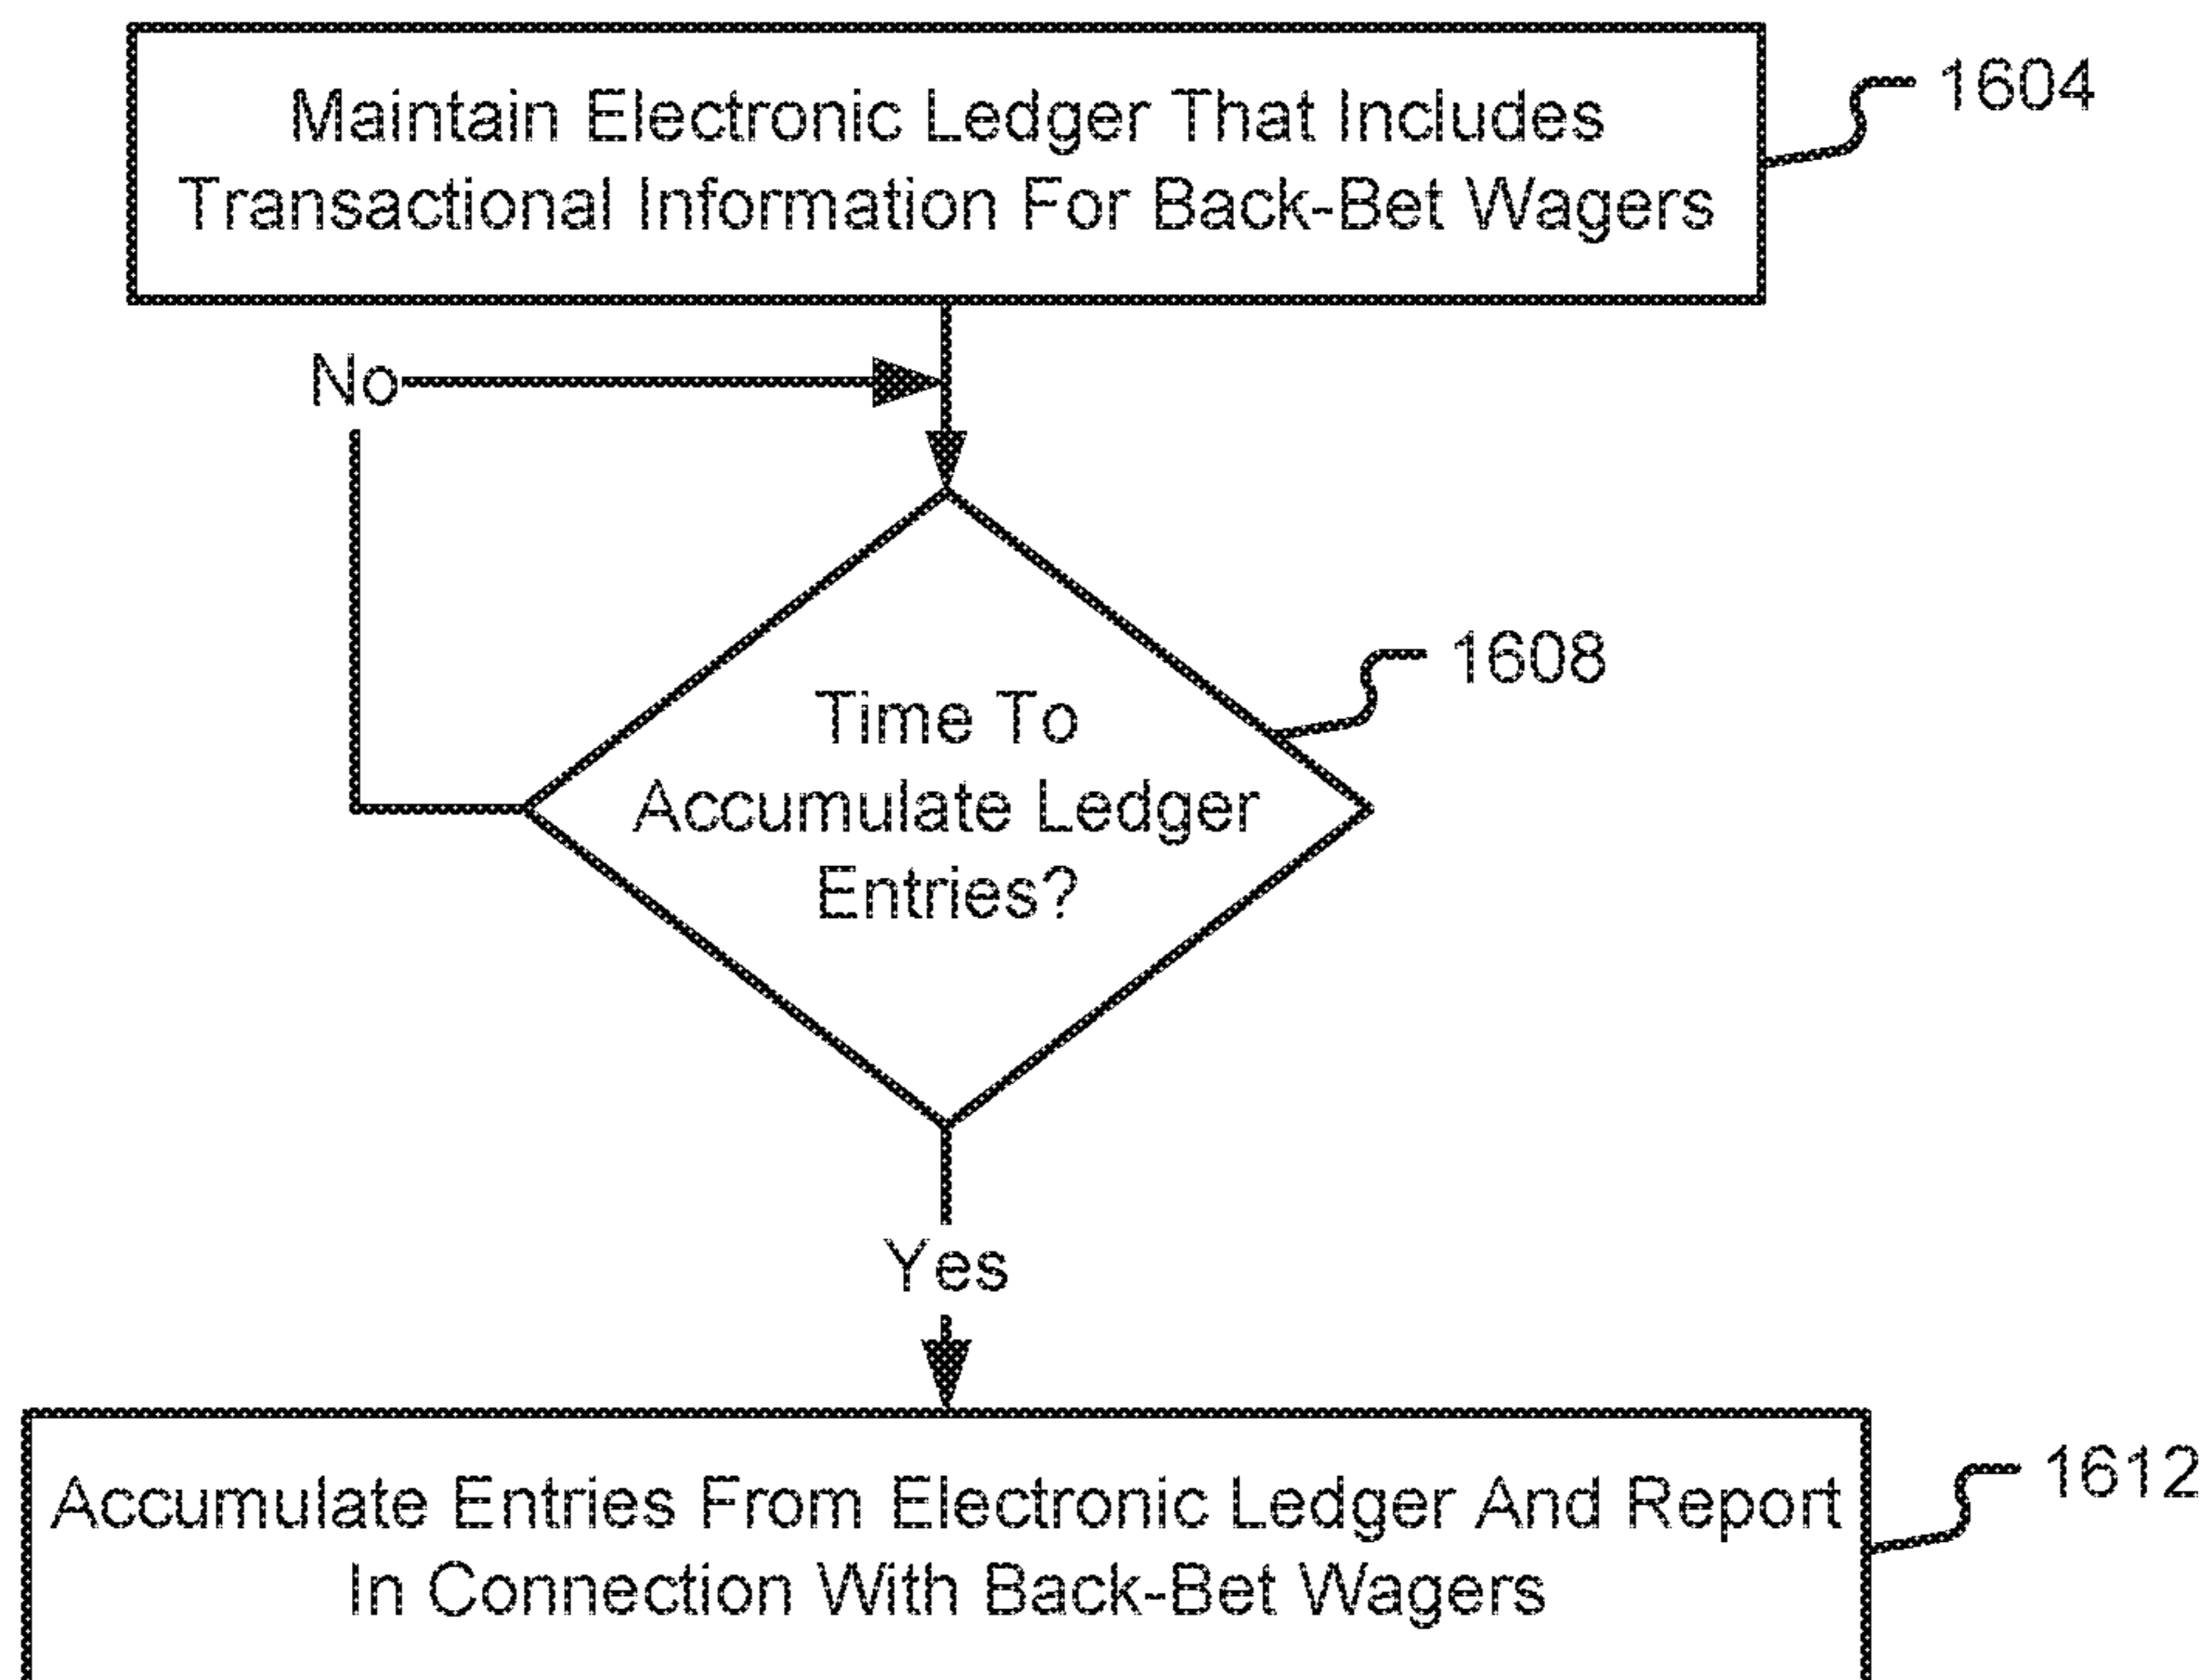 Maintain Electronic Ledger That Includes
Transactional Information For Back-Bet Wagers
1604
No
Time To
Accumulate Ledger
Entries?
1608
Yes
Accumulate Entries From Electronic Ledger And Report
In Connection With Back-Bet Wagers
1612